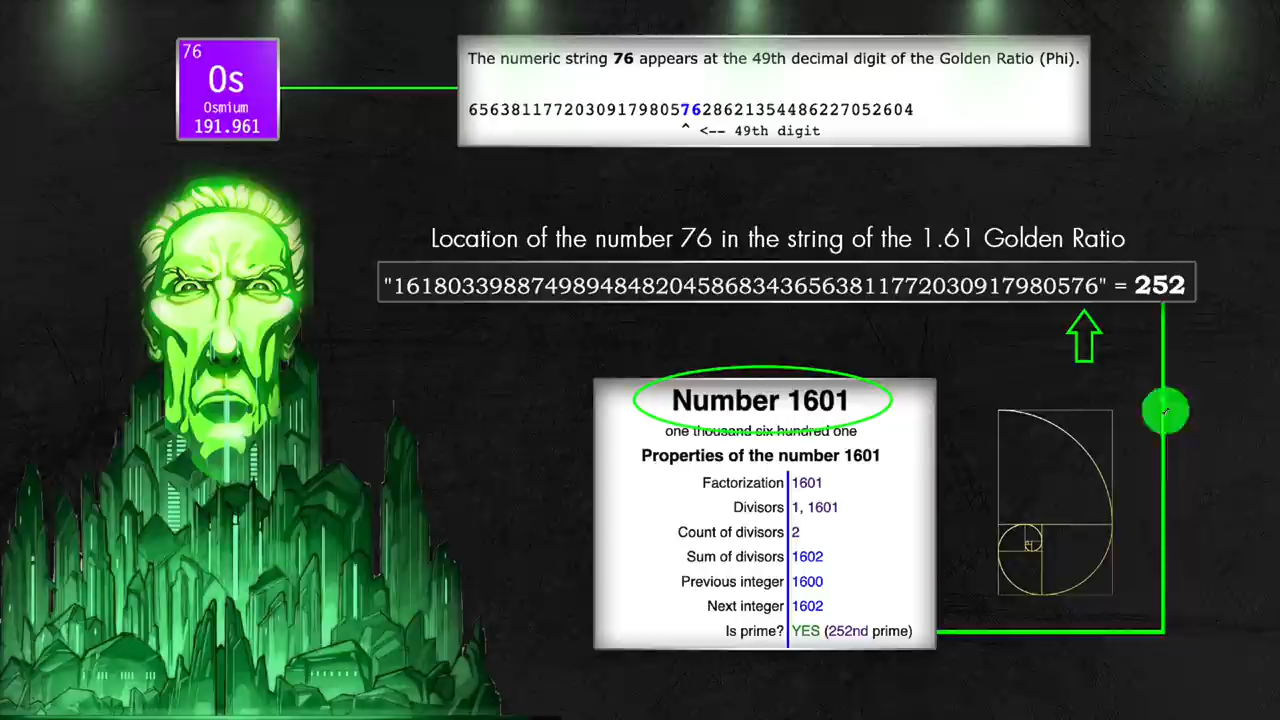 76
Os
Osmium
191.961
The numeric string 76 appears at the 49th decimal digit of the Golden Ratio (Phi).
656381177203091798057628621354486227052604
^ <-- 49th digit
Location of the number 76 in the string of the 1.61 Golden Ratio
"161803398874989484820458683436563811772030917980576" = 252
Number 1601
one thousand six hundred one
Properties of the number 1601
Factorization 1601
Divisors 1, 1601
Count of divisors 2
Sum of divisors 1602
Previous integer 1600
Next integer 1602
Is prime? YES (252nd prime)